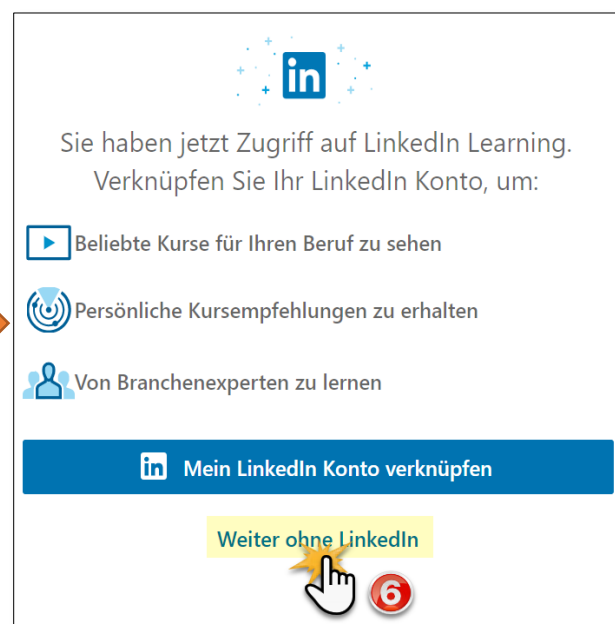 in
Sie haben jetzt Zugriff auf LinkedIn Learning.
Verknüpfen Sie Ihr LinkedIn Konto, um:
Beliebte Kurse für Ihren Beruf zu sehen
Persönliche Kursempfehlungen zu erhalten
Von Branchenexperten zu lernen
in Mein LinkedIn Konto verknüpfen
Weiter ohne LinkedIn
6